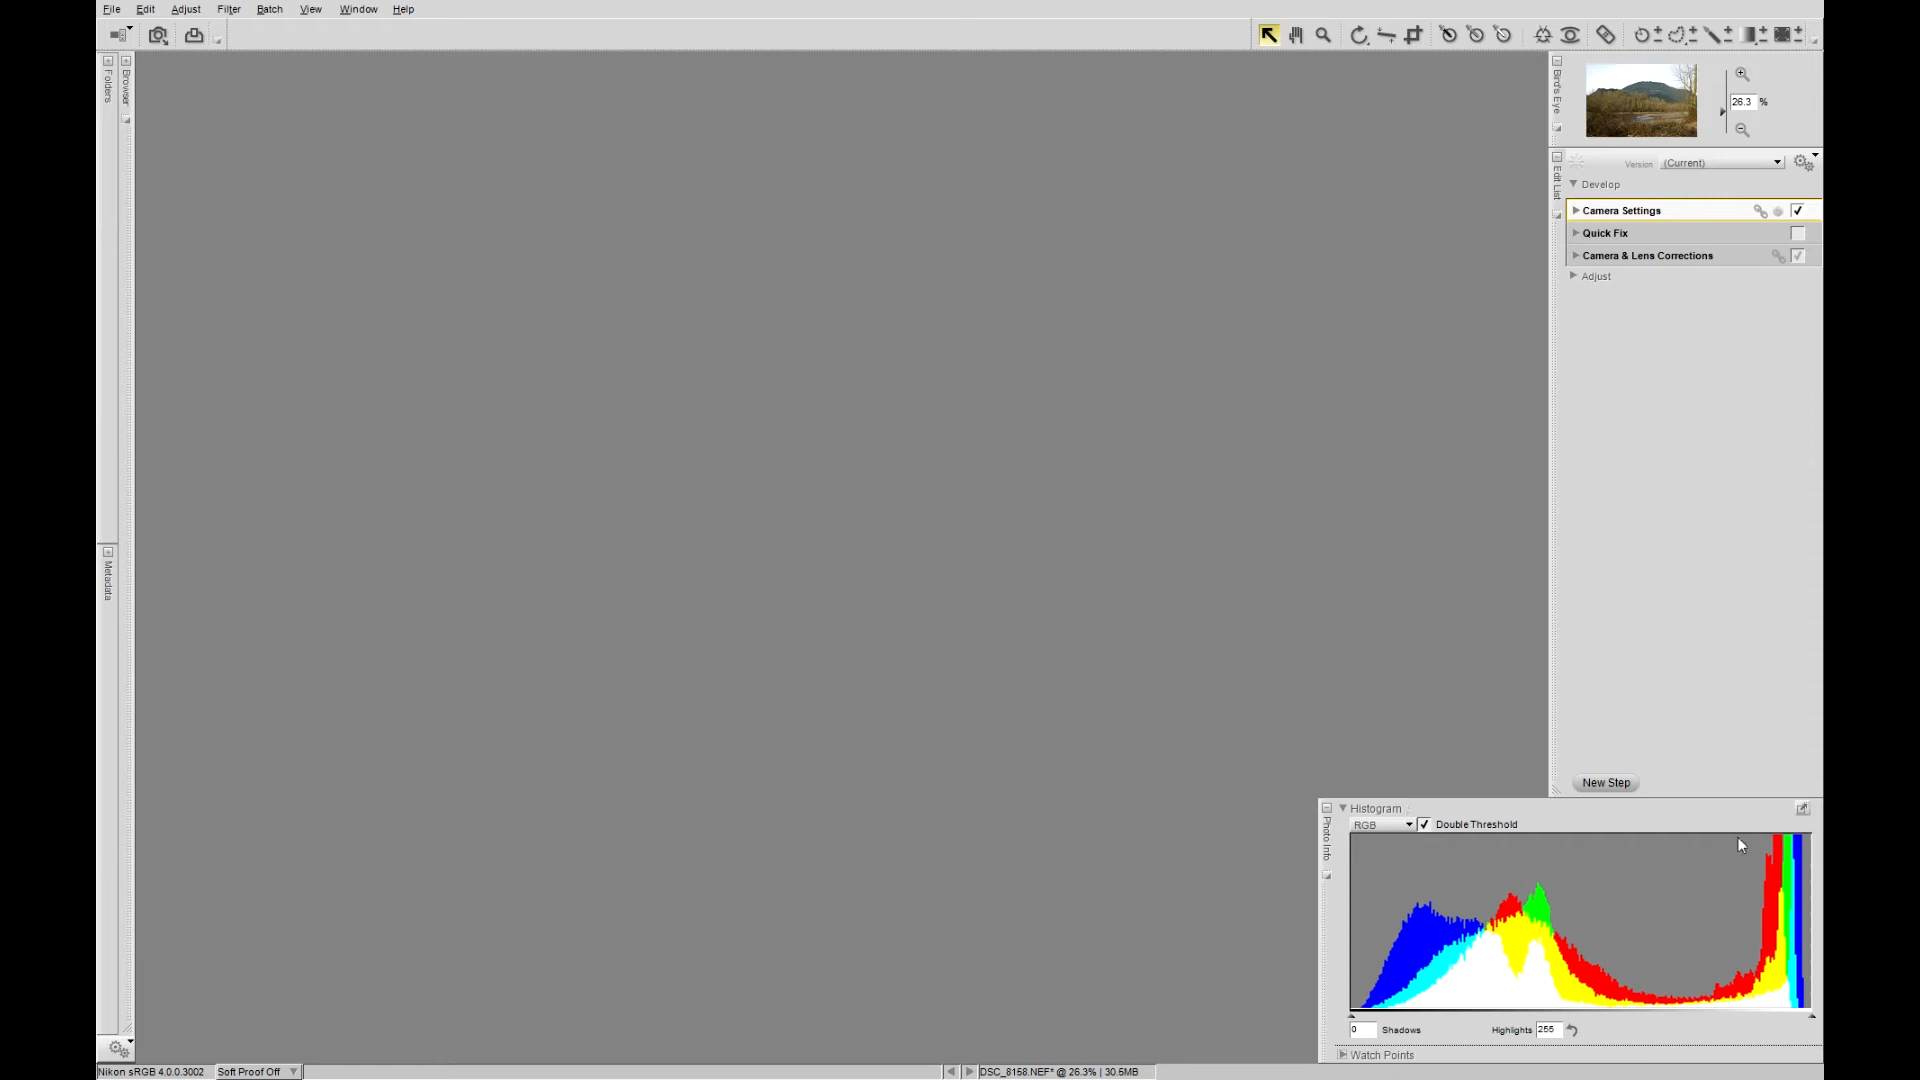 File Edit Adjust Filter Batch View Window Help
Folders
Browser
Metadata
Bird's Eye
26.3 %
Edit List
Version (Current)
Develop
Camera Settings
Quick Fix
Camera & Lens Corrections
Adjust
New Step
Photo Info
Histogram
RGB Double Threshold
0 Shadows Highlights 255
Watch Points
Nikon sRGB 4.0.0.3002 Soft Proof Off DSC_8158.NEF* @ 26.3% | 30.5MB